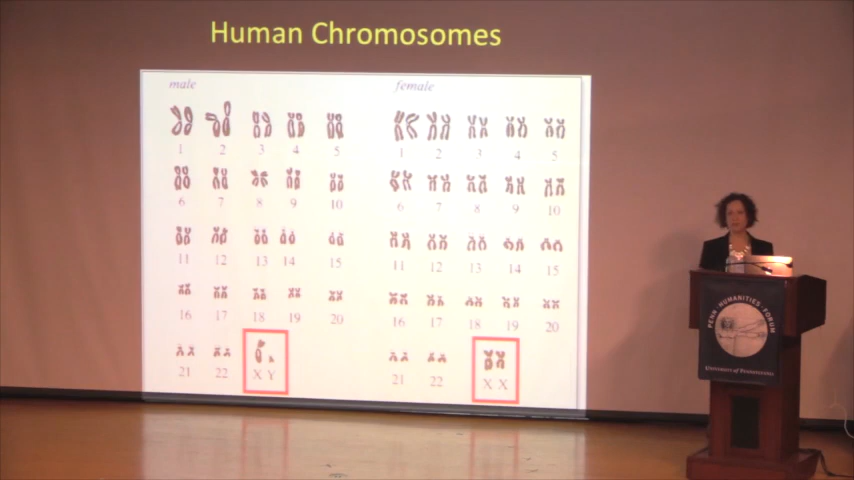 Human Chromosomes
male
1 2 3 4 5
6 7 8 9 10
11 12 13 14 15
16 17 18 19 20
21 22 X Y
female
1 2 3 4 5
6 7 8 9 10
11 12 13 14 15
16 17 18 19 20
21 22 X X
PENN · HUMANITIES · FORUM
University of Pennsylvania